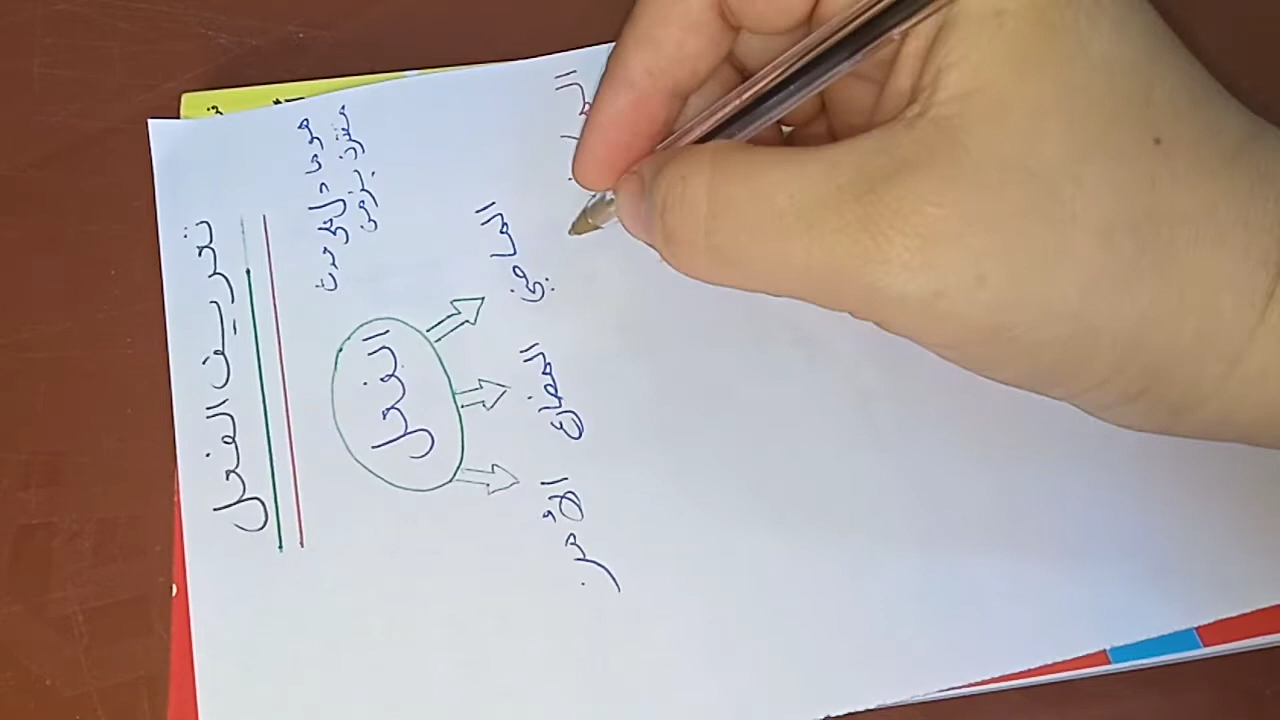 تعريف الفعل
هو ما دل على حدث
مقترن بزمن
الفعل
الماضي
المضارع
الأمر